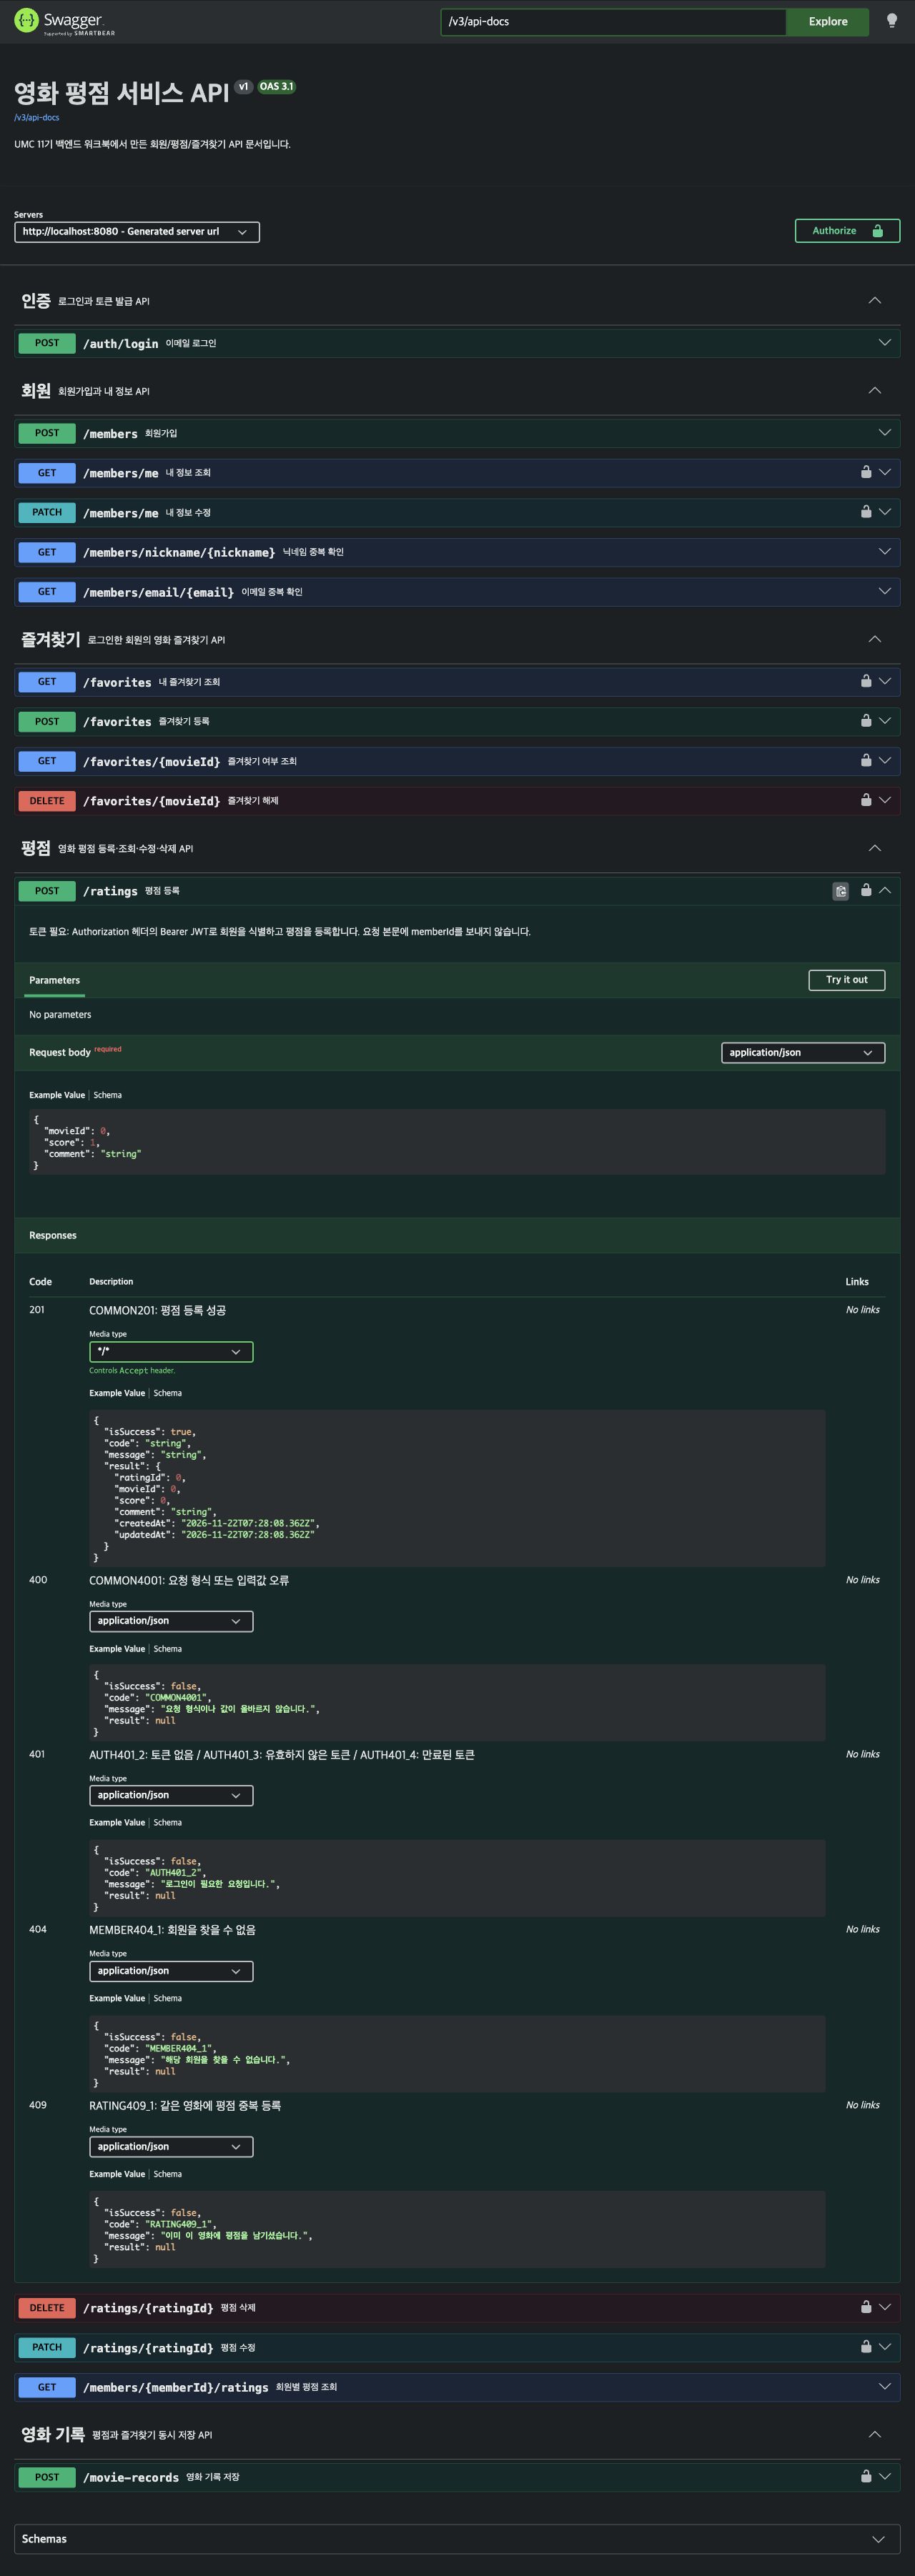 Swagger.
Supported by SMARTBEAR
/v3/api-docs
Explore
영화 평점 서비스 API v1 OAS 3.1
/v3/api-docs
UMC 11기 백엔드 워크북에서 만든 회원/평점/즐겨찾기 API 문서입니다.
Servers
http://localhost:8080 - Generated server url
Authorize
인증 로그인과 토큰 발급 API
POST /auth/login 이메일 로그인
회원 회원가입과 내 정보 API
POST /members 회원가입
GET /members/me 내 정보 조회
PATCH /members/me 내 정보 수정
GET /members/nickname/{nickname} 닉네임 중복 확인
GET /members/email/{email} 이메일 중복 확인
즐겨찾기 로그인한 회원의 영화 즐겨찾기 API
GET /favorites 내 즐겨찾기 조회
POST /favorites 즐겨찾기 등록
GET /favorites/{movieId} 즐겨찾기 여부 조회
DELETE /favorites/{movieId} 즐겨찾기 해제
평점 영화 평점 등록·조회·수정·삭제 API
POST /ratings 평점 등록
토큰 필요: Authorization 헤더의 Bearer JWT로 회원을 식별하고 평점을 등록합니다. 요청 본문에 memberId를 보내지 않습니다.
Parameters
Try it out
No parameters
Request body required
application/json
Example Value | Schema
{
  "movieId": 0,
  "score": 1,
  "comment": "string"
}
Responses
Code Description Links
201 COMMON201: 평점 등록 성공 No links
Media type
*/*
Controls Accept header.
Example Value | Schema
{
  "isSuccess": true,
  "code": "string",
  "message": "string",
  "result": {
    "ratingId": 0,
    "movieId": 0,
    "score": 0,
    "comment": "string",
    "createdAt": "2026-11-22T07:28:08.362Z",
    "updatedAt": "2026-11-22T07:28:08.362Z"
  }
}
400 COMMON4001: 요청 형식 또는 입력값 오류 No links
Media type
application/json
Example Value | Schema
{
  "isSuccess": false,
  "code": "COMMON4001",
  "message": "요청 형식이나 값이 올바르지 않습니다.",
  "result": null
}
401 AUTH401_2: 토큰 없음 / AUTH401_3: 유효하지 않은 토큰 / AUTH401_4: 만료된 토큰 No links
Media type
application/json
Example Value | Schema
{
  "isSuccess": false,
  "code": "AUTH401_2",
  "message": "로그인이 필요한 요청입니다.",
  "result": null
}
404 MEMBER404_1: 회원을 찾을 수 없음 No links
Media type
application/json
Example Value | Schema
{
  "isSuccess": false,
  "code": "MEMBER404_1",
  "message": "해당 회원을 찾을 수 없습니다.",
  "result": null
}
409 RATING409_1: 같은 영화에 평점 중복 등록 No links
Media type
application/json
Example Value | Schema
{
  "isSuccess": false,
  "code": "RATING409_1",
  "message": "이미 이 영화에 평점을 남기셨습니다.",
  "result": null
}
DELETE /ratings/{ratingId} 평점 삭제
PATCH /ratings/{ratingId} 평점 수정
GET /members/{memberId}/ratings 회원별 평점 조회
영화 기록 평점과 즐겨찾기 동시 저장 API
POST /movie-records 영화 기록 저장
Schemas